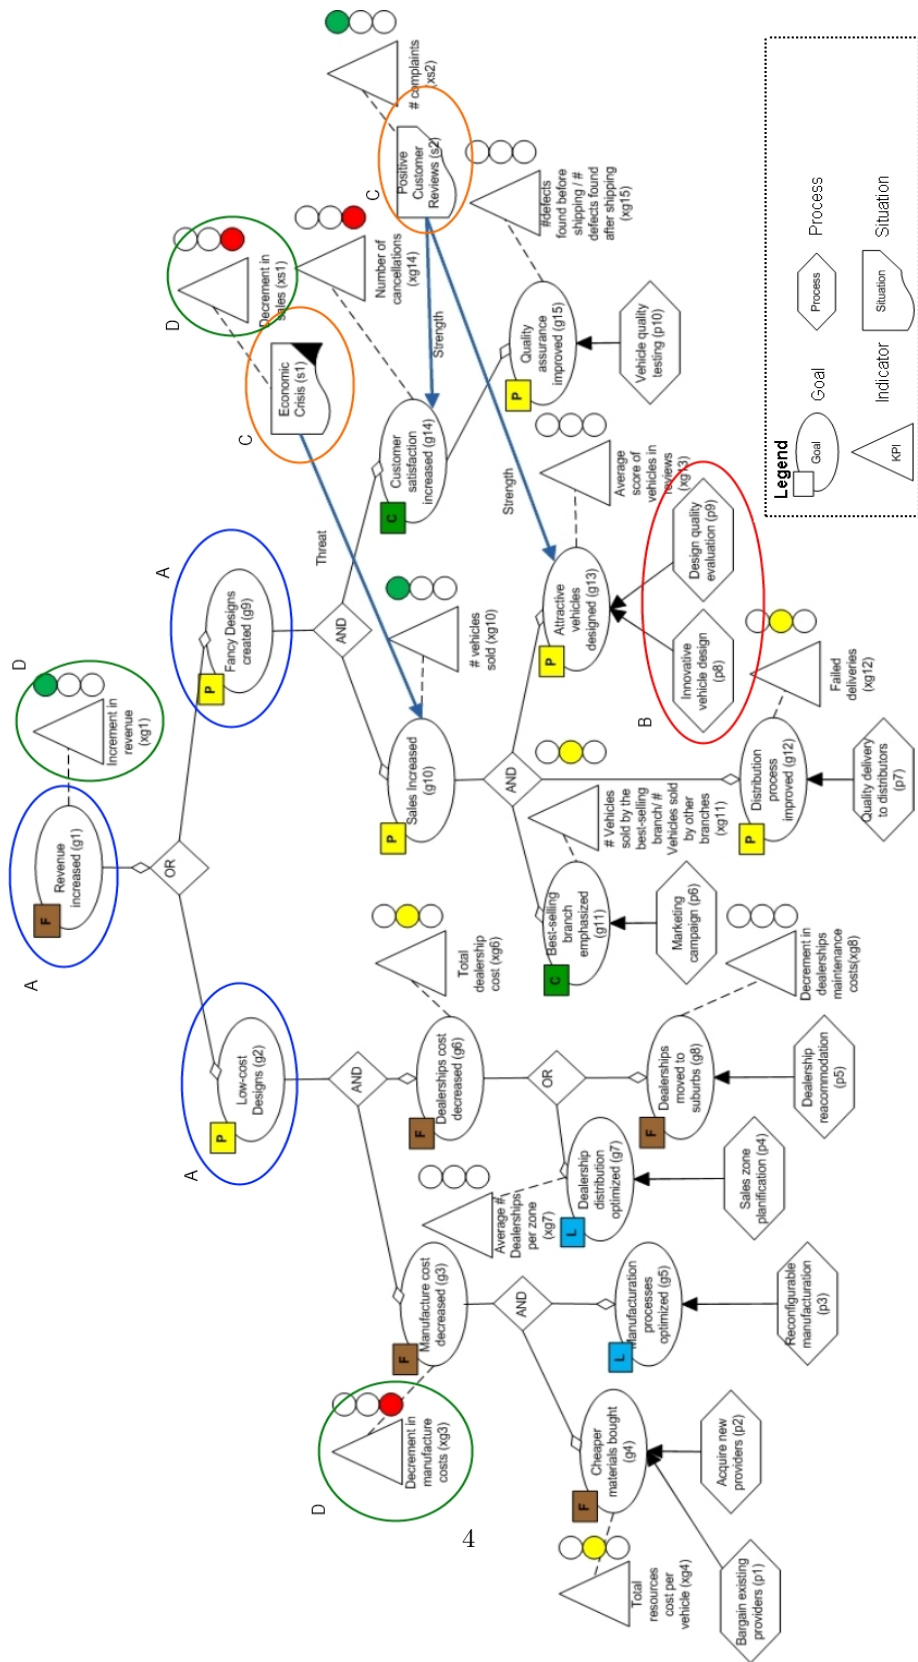 A
F
Revenue
increased (g1)
Increment in
revenue
(xg1)
D
OR
A
P
Low-cost
Designs (g2)
A
P
Fancy Designs
created (g9)
AND
AND
D
Decrement in
manufacture
costs (xg3)
F
Manufacture cost
decreased (g3)
F
Dealerships cost
decreased (g6)
Total
dealership
cost (xg6)
P
Sales Increased
(g10)
# vehicles
sold (xg10)
Threat
C
Economic
Crisis (s1)
D
Decrement in
sales (xs1)
C
Customer
satisfaction
increased (g14)
Number of
cancellations
(xg14)
Strength
C
Positive
Customer
Reviews (s2)
# complaints
(xs2)
Strength
AND
OR
AND
Average #
Dealerships
per zone
(xg7)
Total
resources
cost per
vehicle (xg4)
F
Cheaper
materials bought
(g4)
L
Manufacturation
processes
optimized (g5)
L
Dealership
distribution
optimized (g7)
F
Dealerships
moved to
suburbs (g8)
Decrement in
dealerships
maintenance
costs(xg8)
C
Best-selling
branch
emphasized
(g11)
# Vehicles
sold by the
best-selling
branch/ #
Vehicles sold
by other
branches
(xg11)
P
Distribution
process
improved (g12)
Failed
deliveries
(xg12)
P
Attractive
vehicles
designed (g13)
Average
score of
vehicles in
reviews
(xg13)
P
Quality
assurance
improved (g15)
#defects
found before
shipping / #
defects found
after shipping
(xg15)
Bargain existing
providers (p1)
Acquire new
providers (p2)
Reconfigurable
manufacturation
(p3)
Sales zone
planification (p4)
Dealership
reaccommodation
(p5)
Marketing
campaign (p6)
Quality delivery
to distributors
(p7)
B
Innovative
vehicle design
(p8)
Design quality
evaluation (p9)
Vehicle quality
testing (p10)
Legend
Goal
Goal
Process
Process
KPI
Indicator
Situation
Situation
4